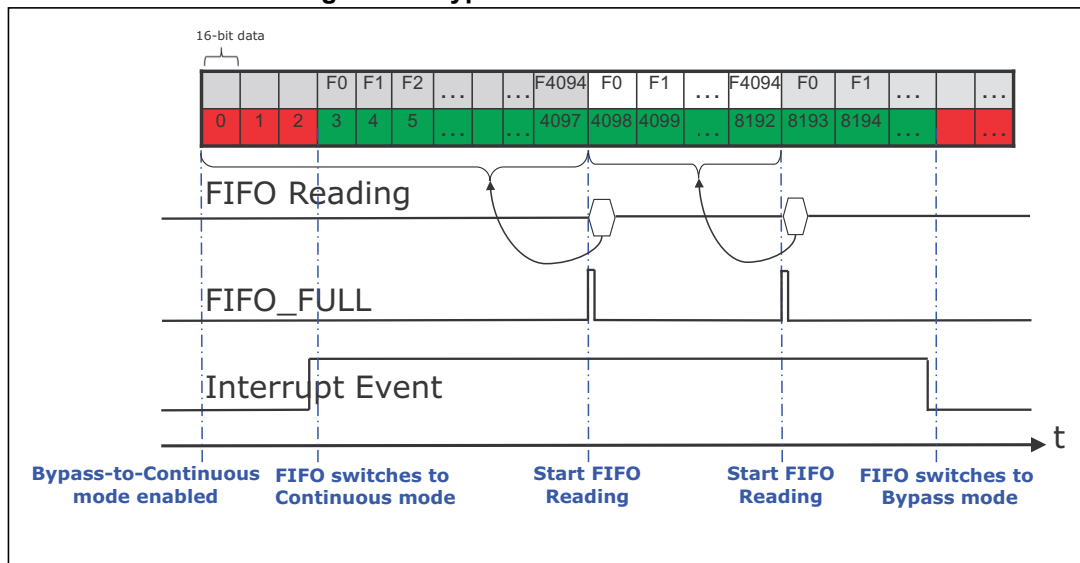 16-bit data
F0 F1 F2 ... ... F4094 F0 F1 ... F4094 F0 F1 ... ...
0 1 2 3 4 5 ... ... 4097 4098 4099 ... 8192 8193 8194 ... ...
FIFO Reading
FIFO_FULL
Interrupt Event
t
Bypass-to-Continuous
mode enabled
FIFO switches to
Continuous mode
Start FIFO
Reading
Start FIFO
Reading
FIFO switches to
Bypass mode